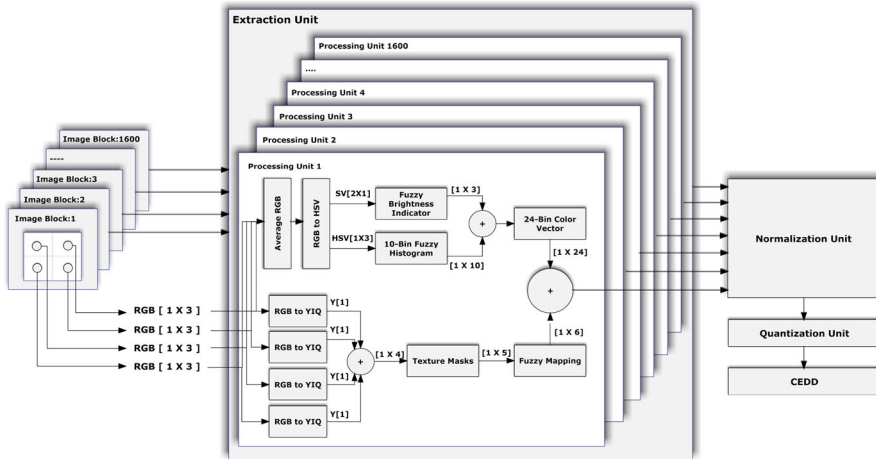 Extraction Unit
Processing Unit 1600
....
Processing Unit 4
Processing Unit 3
Processing Unit 2
Processing Unit 1
Image Block:1600
----
Image Block:3
Image Block:2
Image Block:1
RGB [ 1 X 3 ]
RGB [ 1 X 3 ]
RGB [ 1 X 3 ]
RGB [ 1 X 3 ]
Average RGB
RGB to HSV
SV[2X1]
HSV[1X3]
Fuzzy
Brightness
Indicator
10-Bin Fuzzy
Histogram
[1 X 3]
[1 X 10]
+
24-Bin Color
Vector
[1 X 24]
+
RGB to YIQ
RGB to YIQ
RGB to YIQ
RGB to YIQ
Y[1]
Y[1]
Y[1]
Y[1]
+
[1 X 4]
Texture Masks
[1 X 5]
Fuzzy Mapping
[1 X 6]
Normalization Unit
Quantization Unit
CEDD